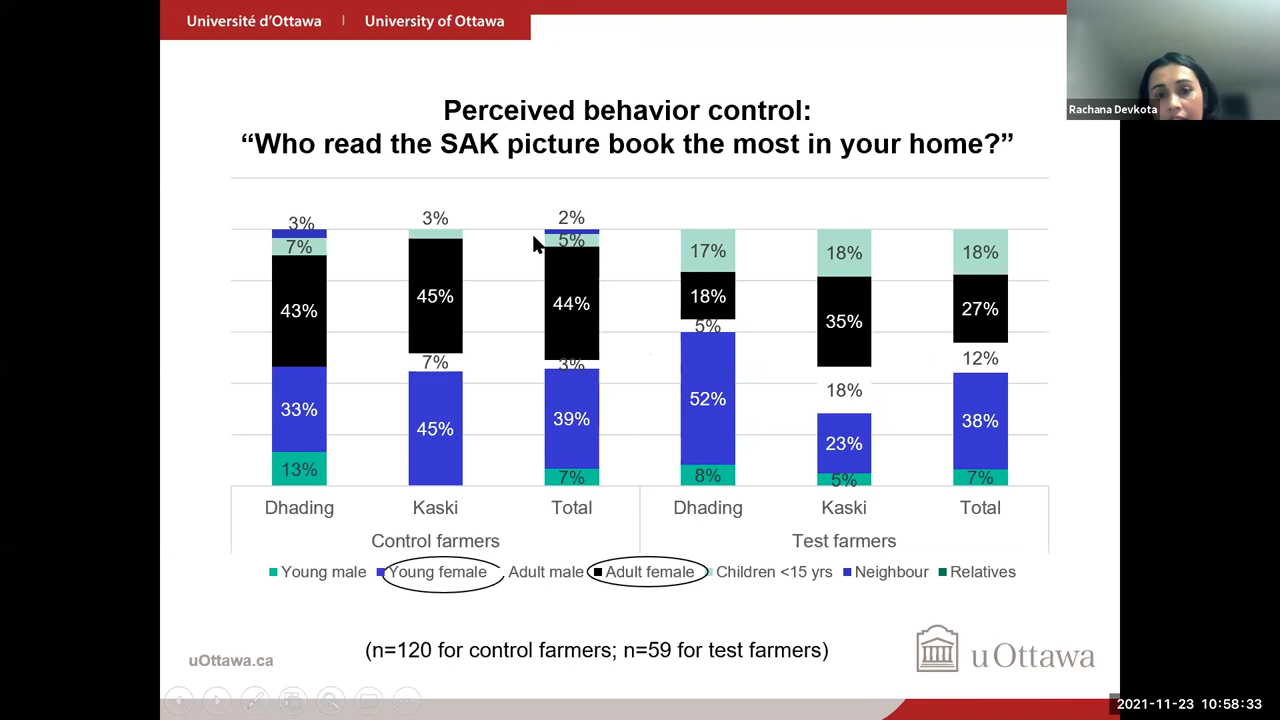 Université d'Ottawa | University of Ottawa
Rachana Devkota
Perceived behavior control:
“Who read the SAK picture book the most in your home?”
3% 3% 2%
7% 5% 17% 18% 18%
43% 45% 44% 18% 35% 27%
7% 3% 5% 18% 12%
33% 45% 39% 52% 23% 38%
13% 7% 8% 5% 7%
Dhading Kaski Total Dhading Kaski Total
Control farmers Test farmers
Young male Young female Adult male Adult female Children <15 yrs Neighbour Relatives
(n=120 for control farmers; n=59 for test farmers)
uOttawa.ca
uOttawa
2021-11-23 10:58:33